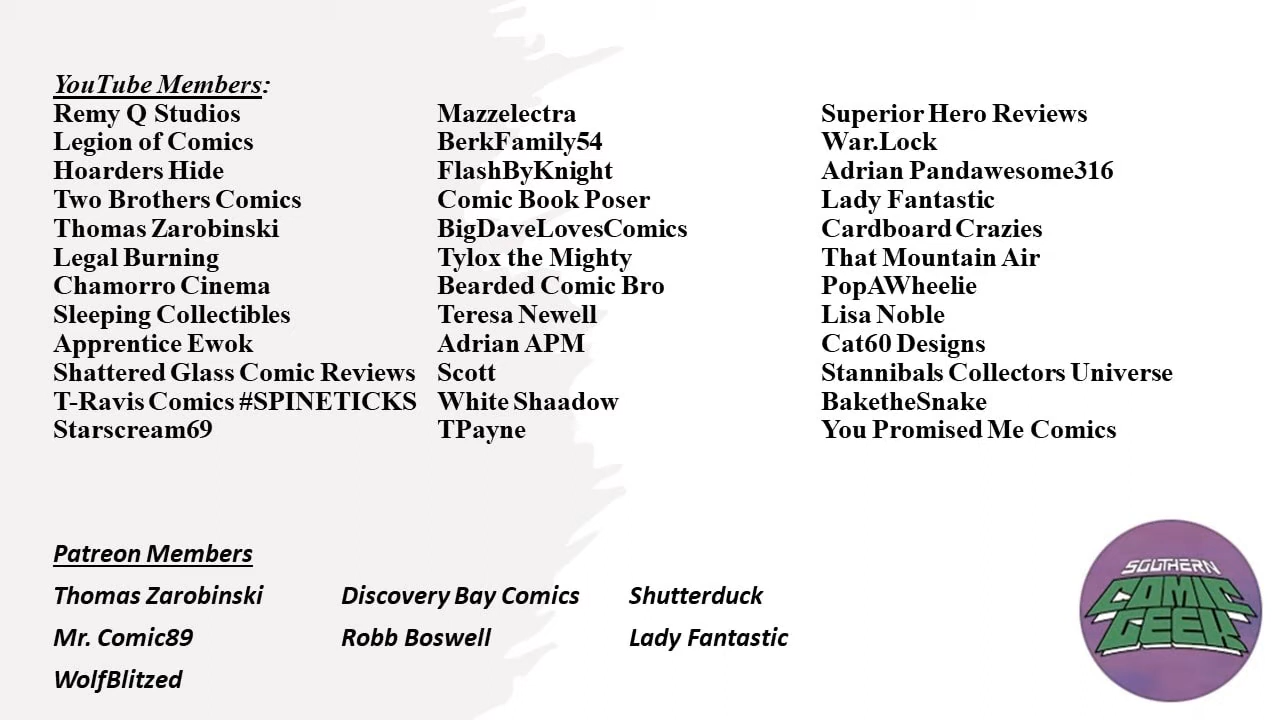 YouTube Members:
Remy Q Studios
Legion of Comics
Hoarders Hide
Two Brothers Comics
Thomas Zarobinski
Legal Burning
Chamorro Cinema
Sleeping Collectibles
Apprentice Ewok
Shattered Glass Comic Reviews
T-Ravis Comics #SPINETICKS
Starscream69
Mazzelectra
BerkFamily54
FlashByKnight
Comic Book Poser
BigDaveLovesComics
Tylox the Mighty
Bearded Comic Bro
Teresa Newell
Adrian APM
Scott
White Shaadow
TPayne
Superior Hero Reviews
War.Lock
Adrian Pandawesome316
Lady Fantastic
Cardboard Crazies
That Mountain Air
PopAWheelie
Lisa Noble
Cat60 Designs
Stannibals Collectors Universe
BaketheSnake
You Promised Me Comics
Patreon Members
Thomas Zarobinski
Mr. Comic89
WolfBlitzed
Discovery Bay Comics
Robb Boswell
Shutterduck
Lady Fantastic
SOUTHERN
COMIC
GEEK